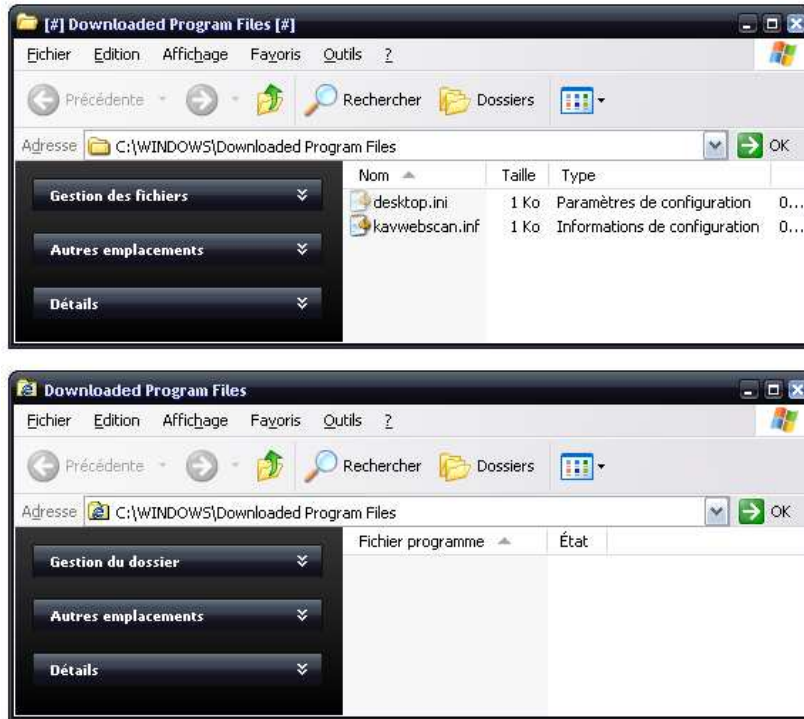 [#] Downloaded Program Files [#]
Fichier Edition Affichage Favoris Outils ?
Précédente Rechercher Dossiers
Adresse C:\WINDOWS\Downloaded Program Files OK
Nom Taille Type
Gestion des fichiers
desktop.ini 1 Ko Paramètres de configuration 0...
kavwebscan.inf 1 Ko Informations de configuration 0...
Autres emplacements
Détails
Downloaded Program Files
Fichier Edition Affichage Favoris Outils ?
Précédente Rechercher Dossiers
Adresse C:\WINDOWS\Downloaded Program Files OK
Fichier programme État
Gestion du dossier
Autres emplacements
Détails